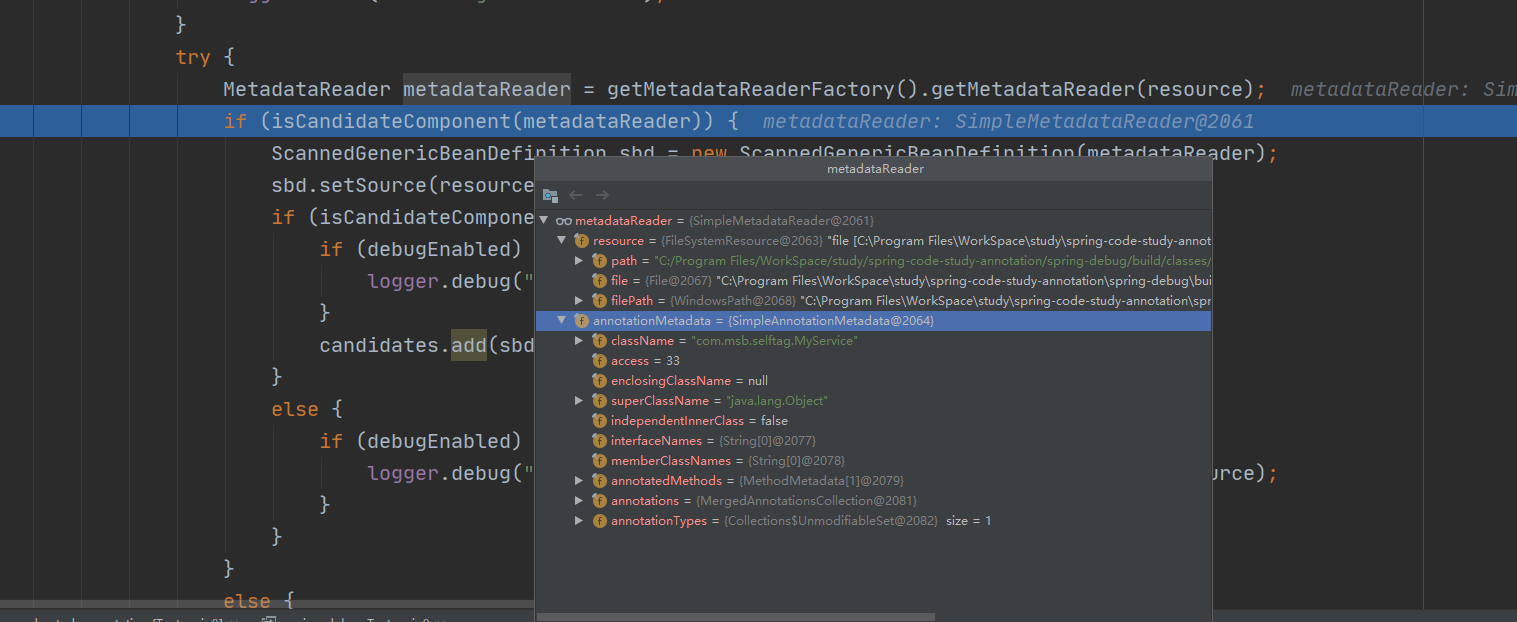 }
try {
MetadataReader metadataReader = getMetadataReaderFactory().getMetadataReader(resource); metadataReader: Sim
if (isCandidateComponent(metadataReader)) { metadataReader: SimpleMetadataReader@2061
ScannedGenericBeanDefinition sbd = new ScannedGenericBeanDefinition(metadataReader);
sbd.setSource(resource
if (isCandidateCompone
if (debugEnabled)
logger.debug("
}
candidates.add(sbd
}
else {
if (debugEnabled)
logger.debug("
urce);
}
}
}
else {
metadataReader
metadataReader = {SimpleMetadataReader@2061}
resource = {FileSystemResource@2063} "file [C:\Program Files\WorkSpace\study\spring-code-study-annot
path = "C:/Program Files/WorkSpace/study/spring-code-study-annotation/spring-debug/build/classes/
file = {File@2067} "C:\Program Files\WorkSpace\study\spring-code-study-annotation\spring-debug\bui
filePath = {WindowsPath@2068} "C:\Program Files\WorkSpace\study\spring-code-study-annotation\spr
annotationMetadata = {SimpleAnnotationMetadata@2064}
className = "com.msb.selftag.MyService"
access = 33
enclosingClassName = null
superClassName = "java.lang.Object"
independentInnerClass = false
interfaceNames = {String[0]@2077}
memberClassNames = {String[0]@2078}
annotatedMethods = {MethodMetadata[1]@2079}
annotations = {MergedAnnotationsCollection@2081}
annotationTypes = {Collections$UnmodifiableSet@2082} size = 1